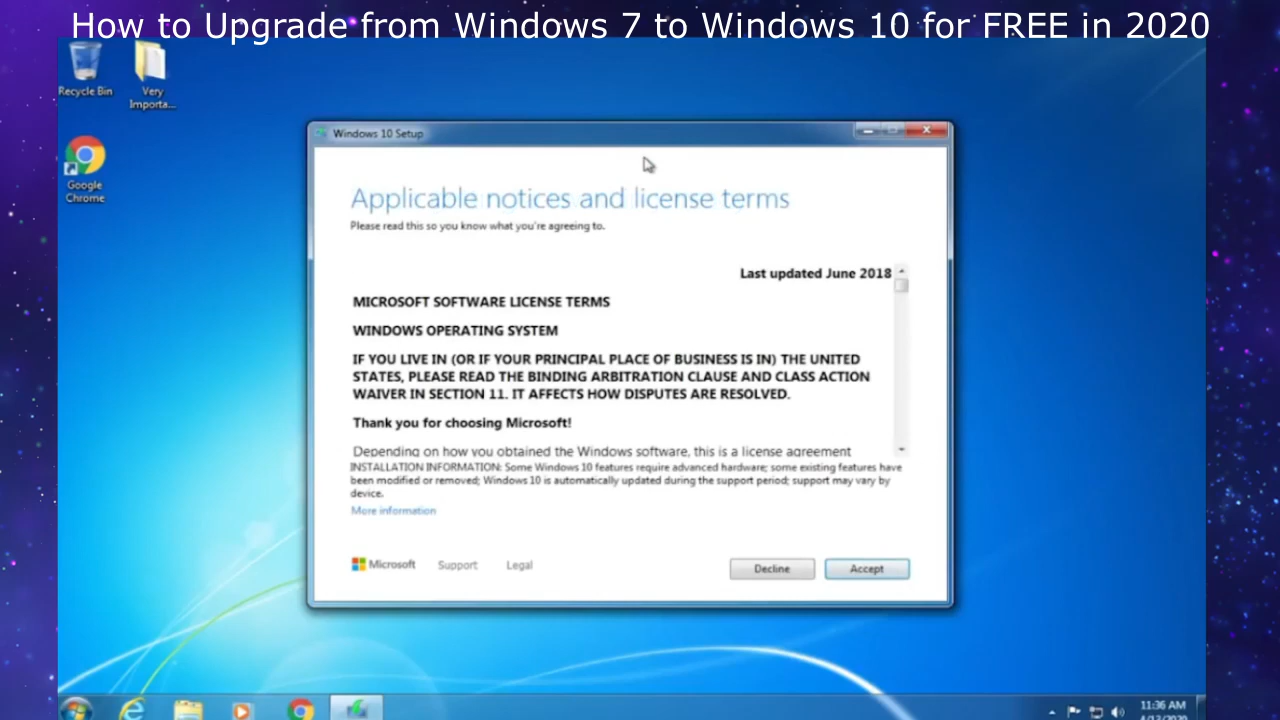 How to Upgrade from Windows 7 to Windows 10 for FREE in 2020
Recycle Bin
Very
Importa...
Google
Chrome
Windows 10 Setup
Applicable notices and license terms
Please read this so you know what you're agreeing to.
Last updated June 2018
MICROSOFT SOFTWARE LICENSE TERMS
WINDOWS OPERATING SYSTEM
IF YOU LIVE IN (OR IF YOUR PRINCIPAL PLACE OF BUSINESS IS IN) THE UNITED
STATES, PLEASE READ THE BINDING ARBITRATION CLAUSE AND CLASS ACTION
WAIVER IN SECTION 11. IT AFFECTS HOW DISPUTES ARE RESOLVED.
Thank you for choosing Microsoft!
Depending on how you obtained the Windows software, this is a license agreement
INSTALLATION INFORMATION: Some Windows 10 features require advanced hardware; some existing features have
been modified or removed; Windows 10 is automatically updated during the support period; support may vary by
device.
More information
Microsoft
Support
Legal
Decline
Accept
11:36 AM